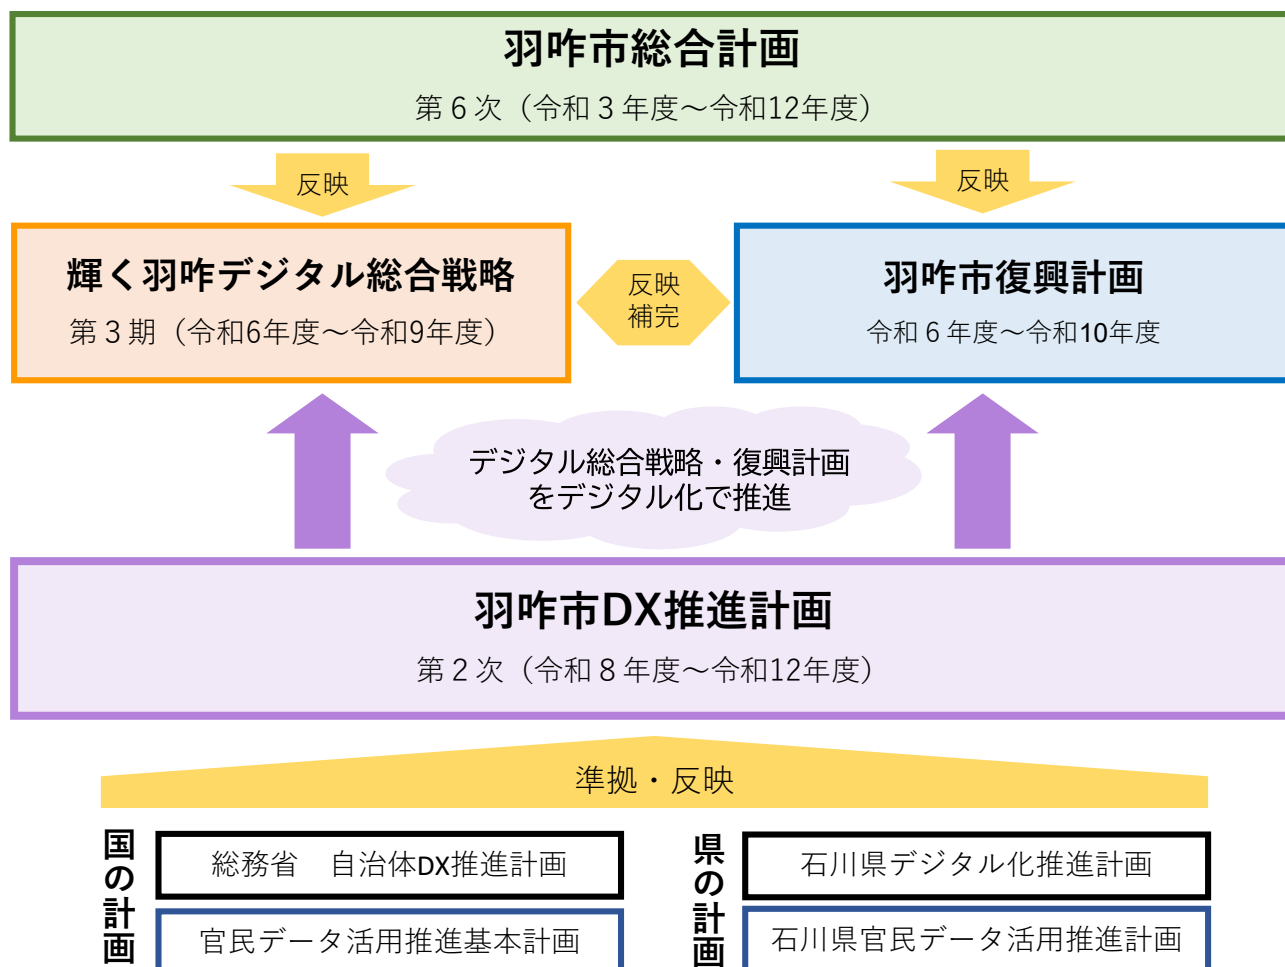 羽咋市総合計画
第６次（令和３年度～令和12年度）
反映
反映
輝く羽咋デジタル総合戦略
第３期（令和6年度～令和9年度）
反映
補完
羽咋市復興計画
令和６年度～令和10年度
デジタル総合戦略・復興計画
をデジタル化で推進
羽咋市DX推進計画
第２次（令和８年度～令和12年度）
準拠・反映
国の計画
総務省　自治体DX推進計画
官民データ活用推進基本計画
県の計画
石川県デジタル化推進計画
石川県官民データ活用推進計画